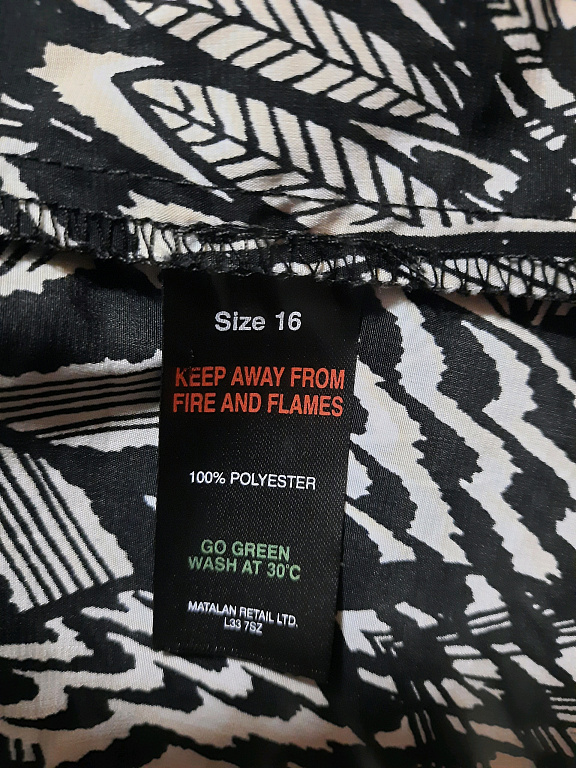 Size 16
KEEP AWAY FROM
FIRE AND FLAMES
100% POLYESTER
GO GREEN
WASH AT 30°C
MATALAN RETAIL LTD.
L33 7SZ